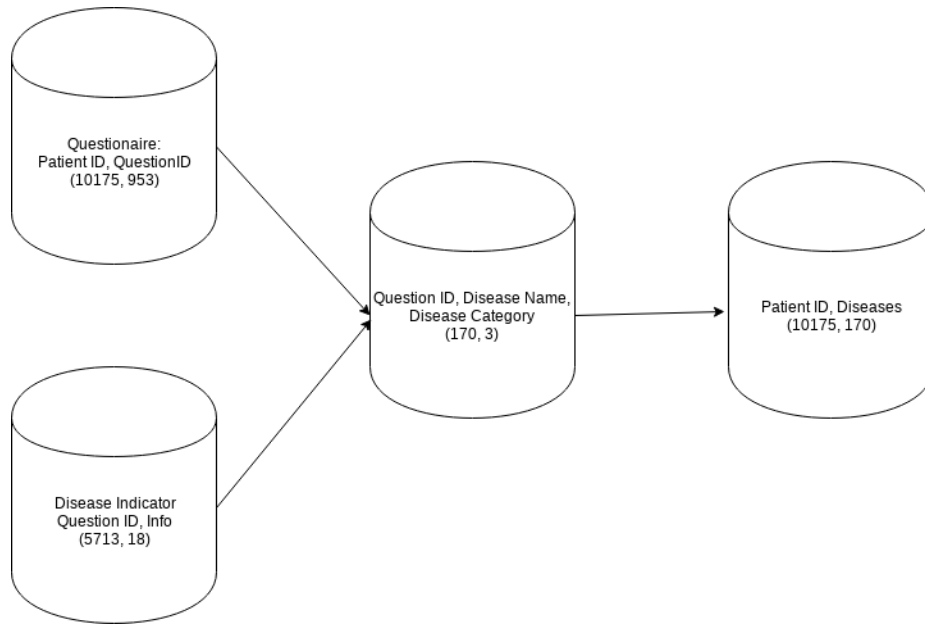 Questionaire:
Patient ID, QuestionID
(10175, 953)
Question ID, Disease Name,
Disease Category
(170, 3)
Patient ID, Diseases
(10175, 170)
Disease Indicator
Question ID, Info
(5713, 18)